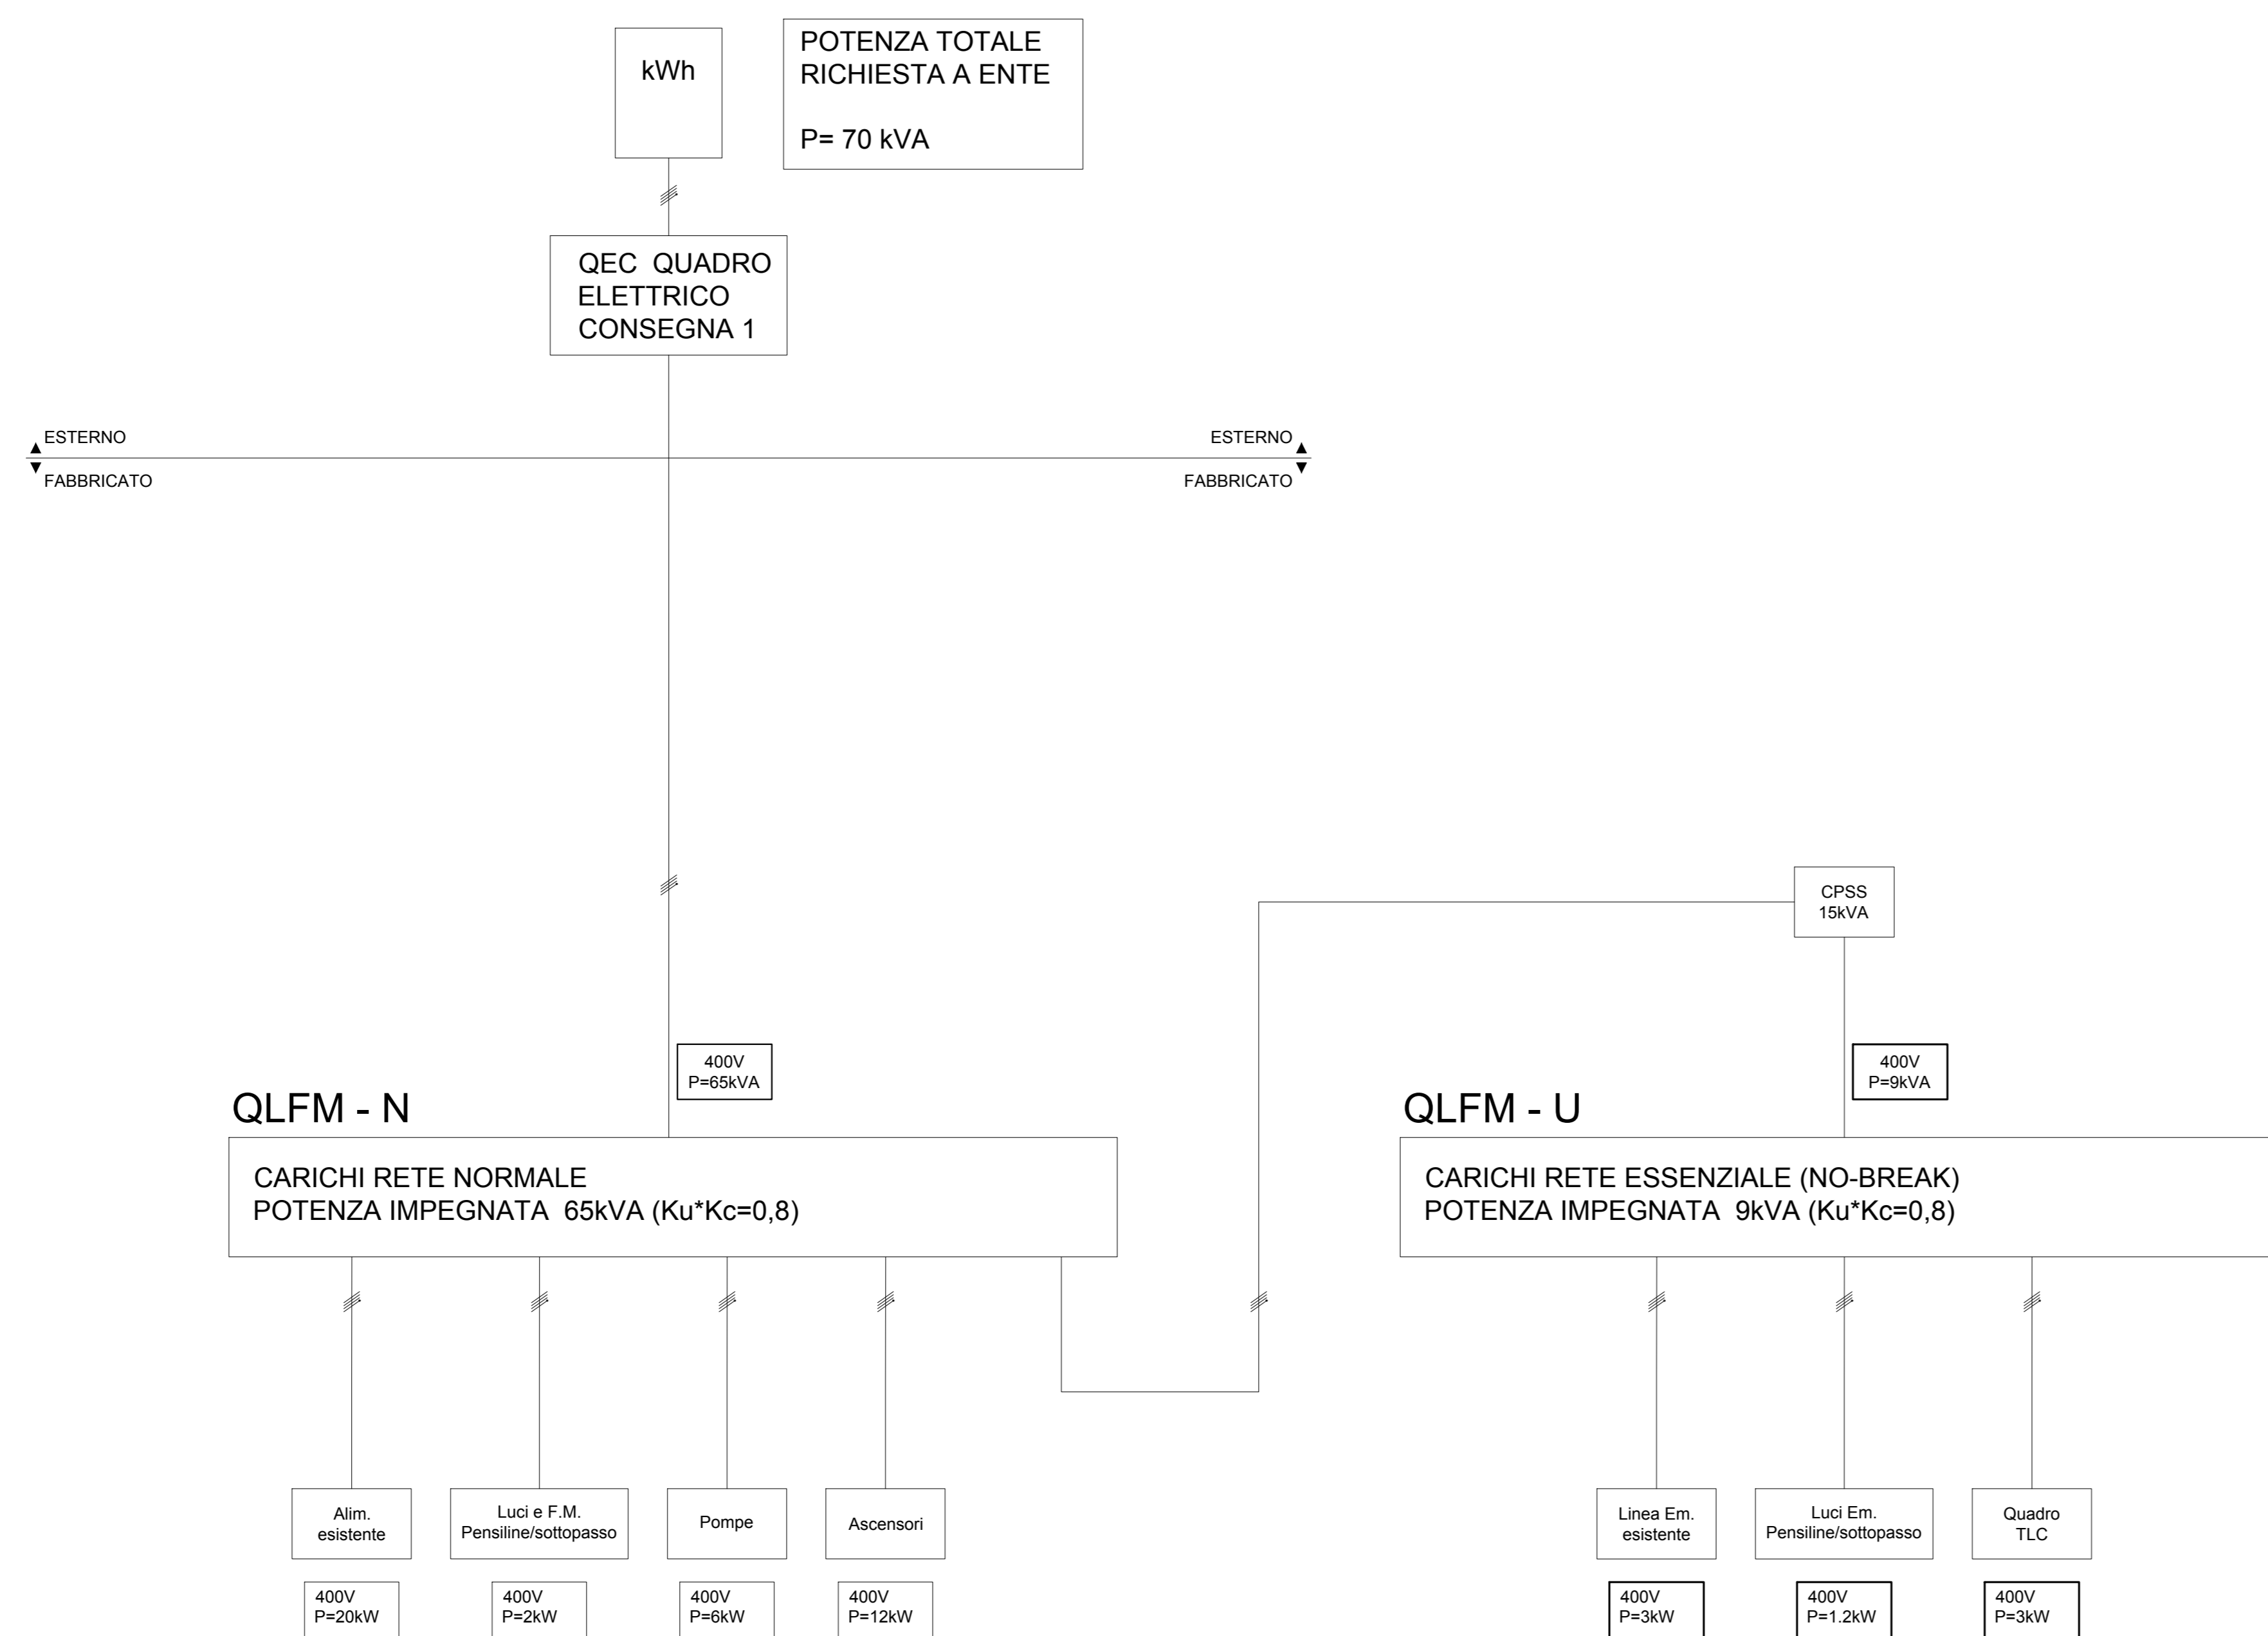 kWh
POTENZA TOTALE
RICHIESTA A ENTE
P= 70 kVA
QEC QUADRO
ELETTRICO
CONSEGNA 1
ESTERNO
FABBRICATO
ESTERNO
FABBRICATO
CPSS
15kVA
400V
P=65kVA
400V
P=9kVA
QLFM - N
CARICHI RETE NORMALE
POTENZA IMPEGNATA 65kVA (Ku*Kc=0,8)
QLFM - U
CARICHI RETE ESSENZIALE (NO-BREAK)
POTENZA IMPEGNATA 9kVA (Ku*Kc=0,8)
Alim.
esistente
Luci e F.M.
Pensiline/sottopasso
Pompe
Ascensori
Linea Em.
esistente
Luci Em.
Pensiline/sottopasso
Quadro
TLC
400V
P=20kW
400V
P=2kW
400V
P=6kW
400V
P=12kW
400V
P=3kW
400V
P=1.2kW
400V
P=3kW